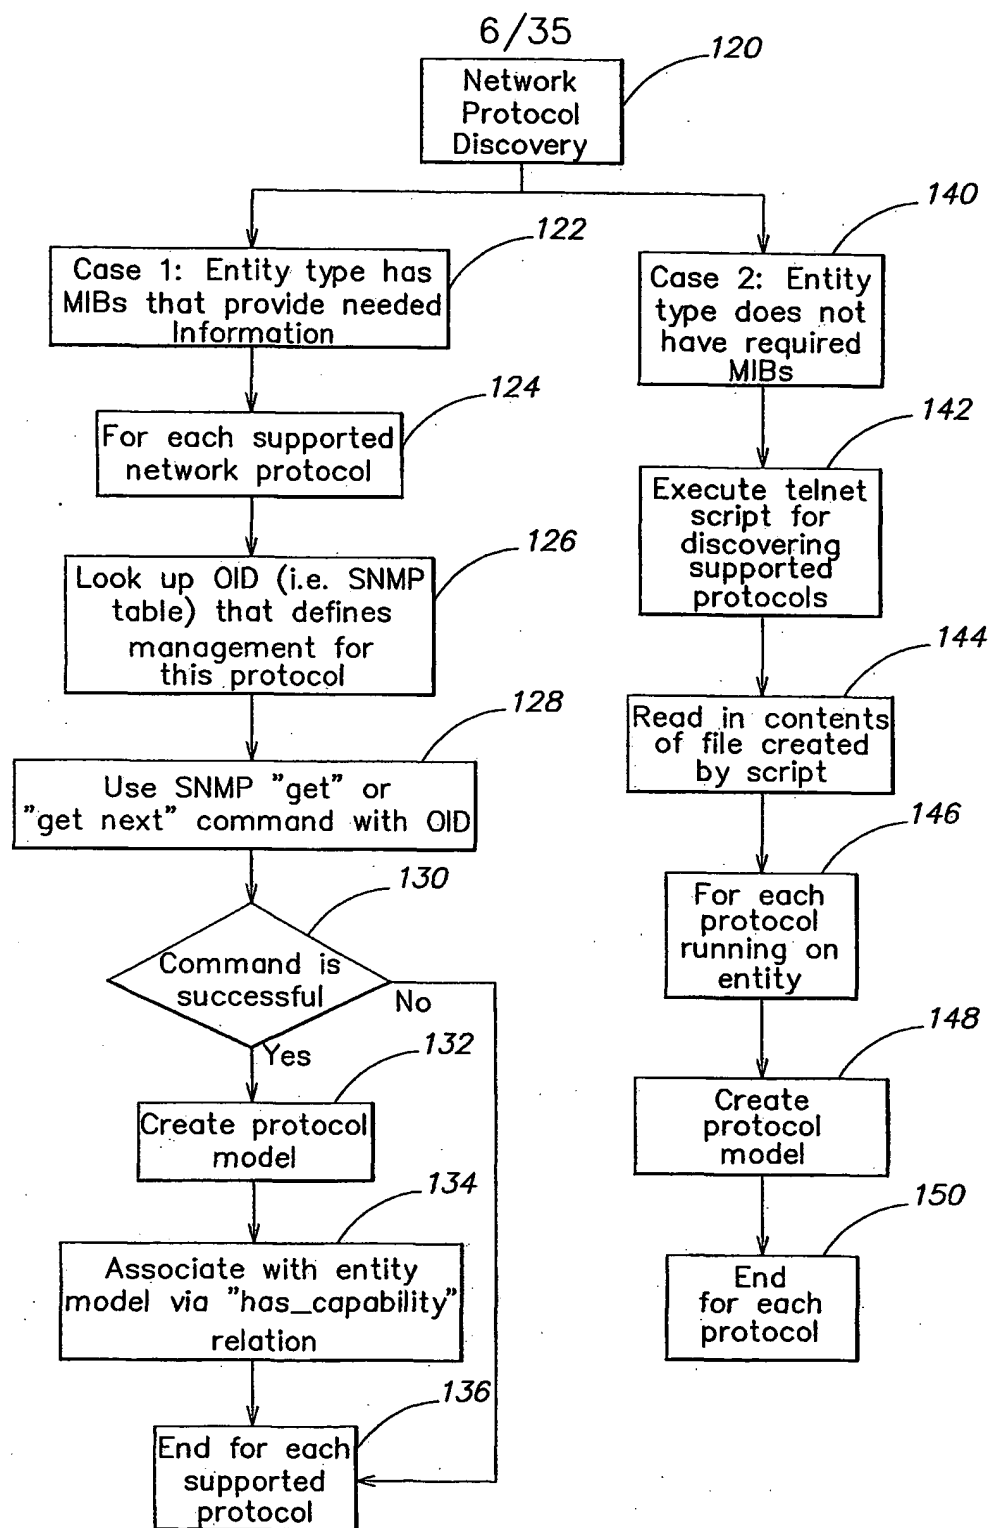 6/35
120
Network
Protocol
Discovery
122
Case 1: Entity type has
MIBs that provide needed
Information
124
For each supported
network protocol
126
Look up OID (i.e. SNMP
table) that defines
management for
this protocol
128
Use SNMP "get" or
"get next" command with OID
130
Command is
successful
No
Yes
132
Create protocol
model
134
Associate with entity
model via "has_capability"
relation
136
End for each
supported
protocol
140
Case 2: Entity
type does not
have required
MIBs
142
Execute telnet
script for
discovering
supported
protocols
144
Read in contents
of file created
by script
146
For each
protocol
running on
entity
148
Create
protocol
model
150
End
for each
protocol